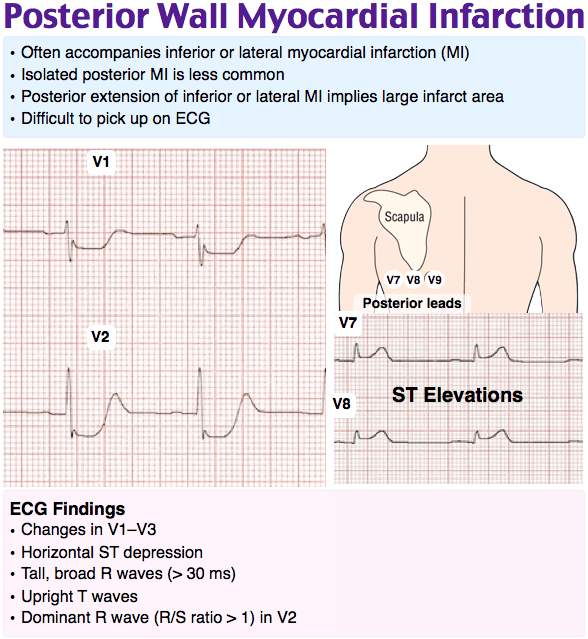 Posterior Wall Myocardial Infarction
• Often accompanies inferior or lateral myocardial infarction (MI)
• Isolated posterior MI is less common
• Posterior extension of inferior or lateral MI implies large infarct area
• Difficult to pick up on ECG
V1
V2
Scapula
V7 V8 V9
Posterior leads
V7
ST Elevations
V8
ECG Findings
• Changes in V1–V3
• Horizontal ST depression
• Tall, broad R waves (> 30 ms)
• Upright T waves
• Dominant R wave (R/S ratio > 1) in V2